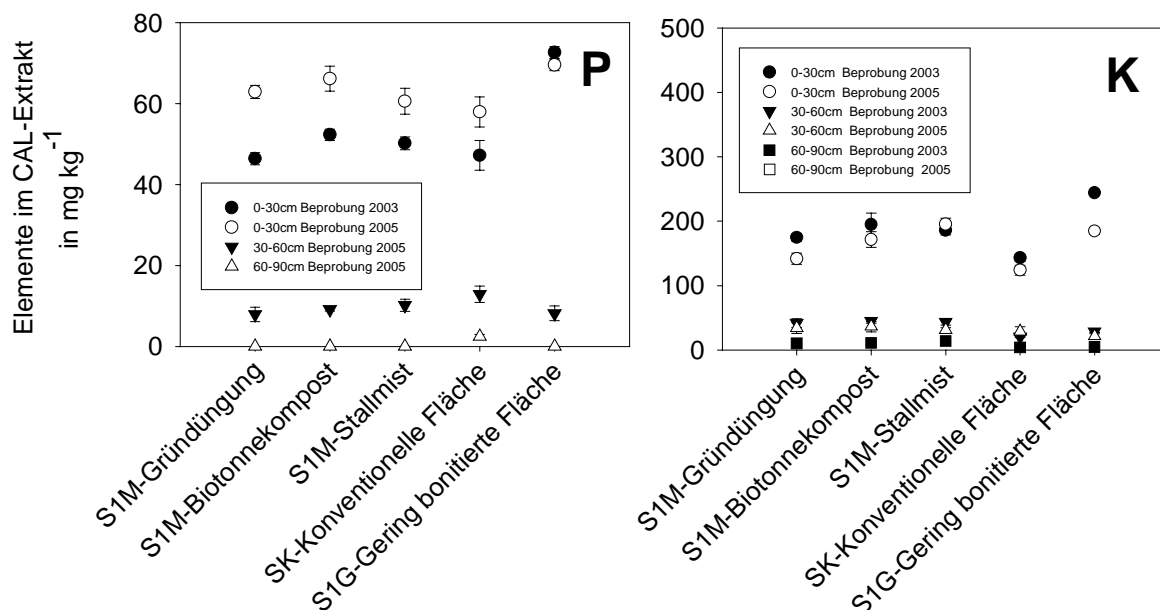 Elemente im CAL-Extrakt
in mg kg-1
80
60
40
20
0
P
0-30cm Beprobung 2003
0-30cm Beprobung 2005
30-60cm Beprobung 2005
60-90cm Beprobung 2005
S1M-Gründüngung
S1M-Biotonnekompost
S1M-Stallmist
SK-Konventionelle Fläche
S1G-Gering bonitierte Fläche
500
400
300
200
100
0
K
0-30cm Beprobung 2003
0-30cm Beprobung 2005
30-60cm Beprobung 2003
30-60cm Beprobung 2005
60-90cm Beprobung 2003
60-90cm Beprobung 2005
S1M-Gründüngung
S1M-Biotonnekompost
S1M-Stallmist
SK-Konventionelle Fläche
S1G-Gering bonitierte Fläche